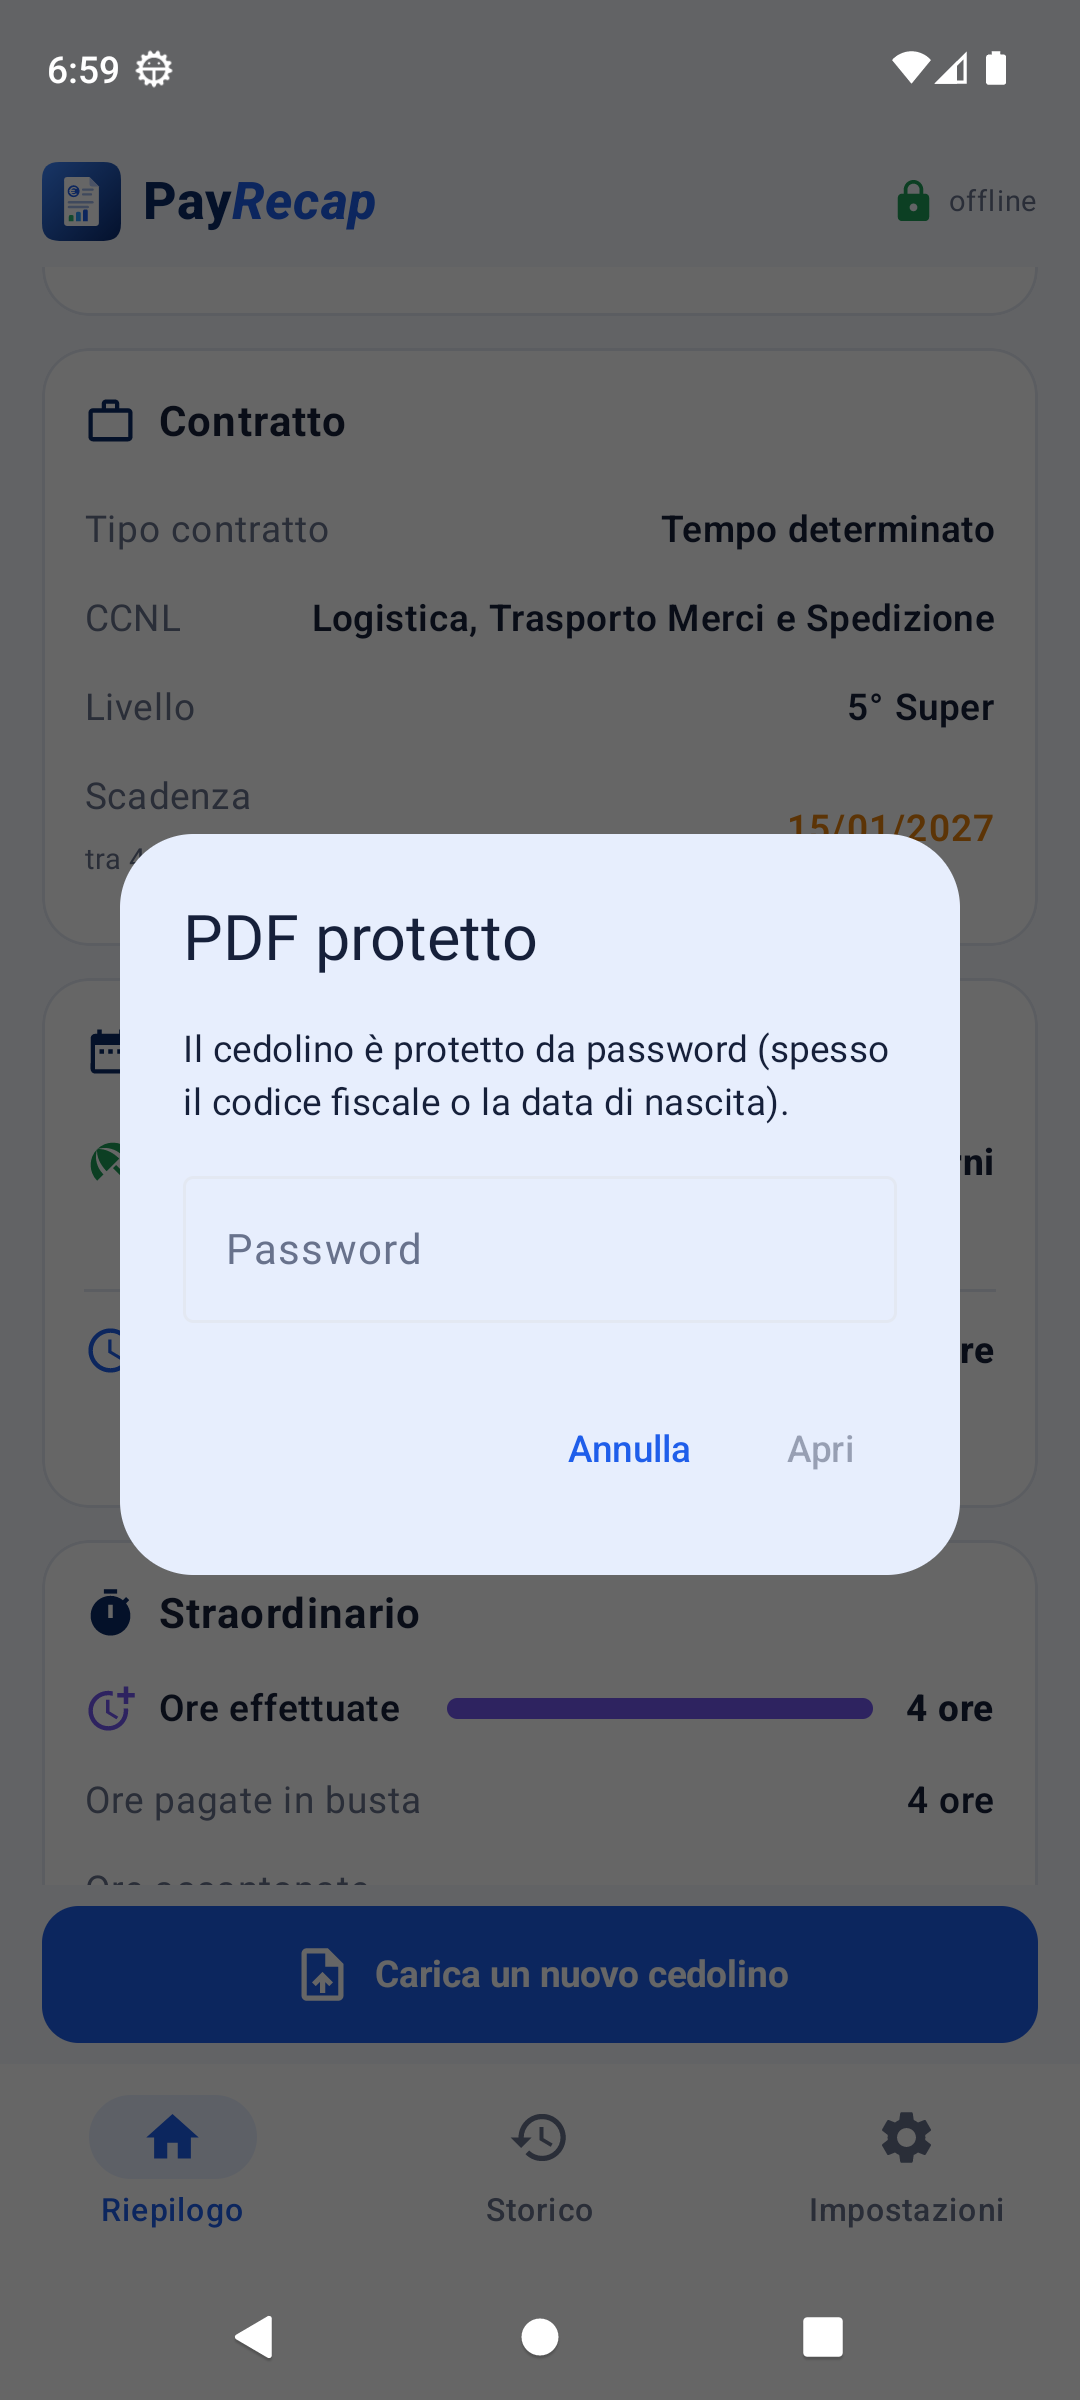 6:59
PayRecap
offline
Contratto
Tipo contratto
Tempo determinato
CCNL
Logistica, Trasporto Merci e Spedizione
Livello
5° Super
Scadenza
15/01/2027
tra
PDF protetto
Il cedolino è protetto da password (spesso
il codice fiscale o la data di nascita).
Password
Annulla
Apri
Straordinario
Ore effettuate
4 ore
Ore pagate in busta
4 ore
Carica un nuovo cedolino
Riepilogo
Storico
Impostazioni